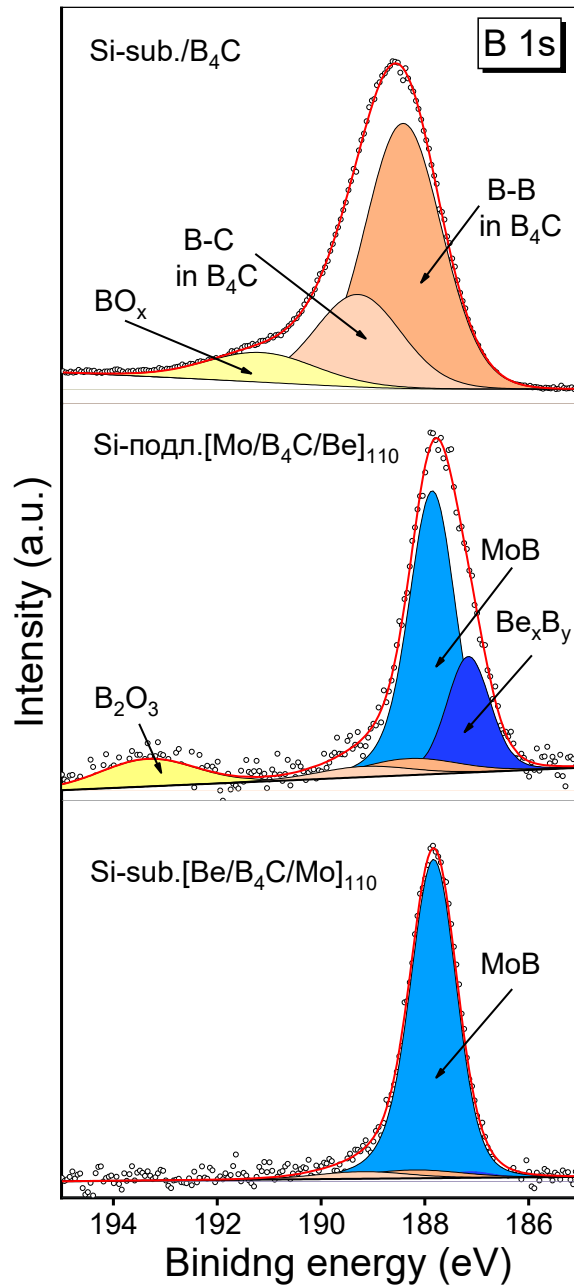 B 1s
Si-sub./B₄C
B-B
in B₄C
B-C
in B₄C
BOₓ
Si-подл.[Mo/B₄C/Be]₁₁₀
MoB
BeₓBᵧ
B₂O₃
Si-sub.[Be/B₄C/Mo]₁₁₀
MoB
Intensity (a.u.)
194 192 190 188 186
Binidng energy (eV)